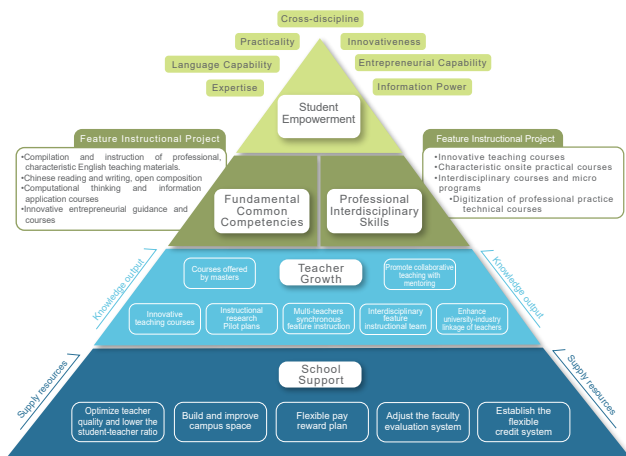 Cross-discipline
Practicality
Innovativeness
Language Capability
Entrepreneurial Capability
Expertise
Information Power
Student
Empowerment
Feature Instructional Project
•Compilation and instruction of professional,
characteristic English teaching materials.
•Chinese reading and writing, open composition
•Computational thinking and information
application courses
•Innovative entrepreneurial guidance and
courses
Feature Instructional Project
•Innovative teaching courses
•Characteristic onsite practical courses
•Interdisciplinary courses and micro
programs
•Digitization of professional practice
technical courses
Fundamental
Common
Competencies
Professional
Interdisciplinary
Skills
Knowledge output
Knowledge output
Teacher
Growth
Courses offered
by masters
Promote collaborative
teaching with
mentoring
Innovative
teaching courses
Instructional
research
Pilot plans
Multi-teachers
synchronous
feature instruction
Interdisciplinary
feature
instructional team
Enhance
university-industry
linkage of teachers
Supply resources
Supply resources
School
Support
Optimize teacher
quality and lower the
student-teacher ratio
Build and improve
campus space
Flexible pay
reward plan
Adjust the faculty
evaluation system
Establish the
flexible
credit system